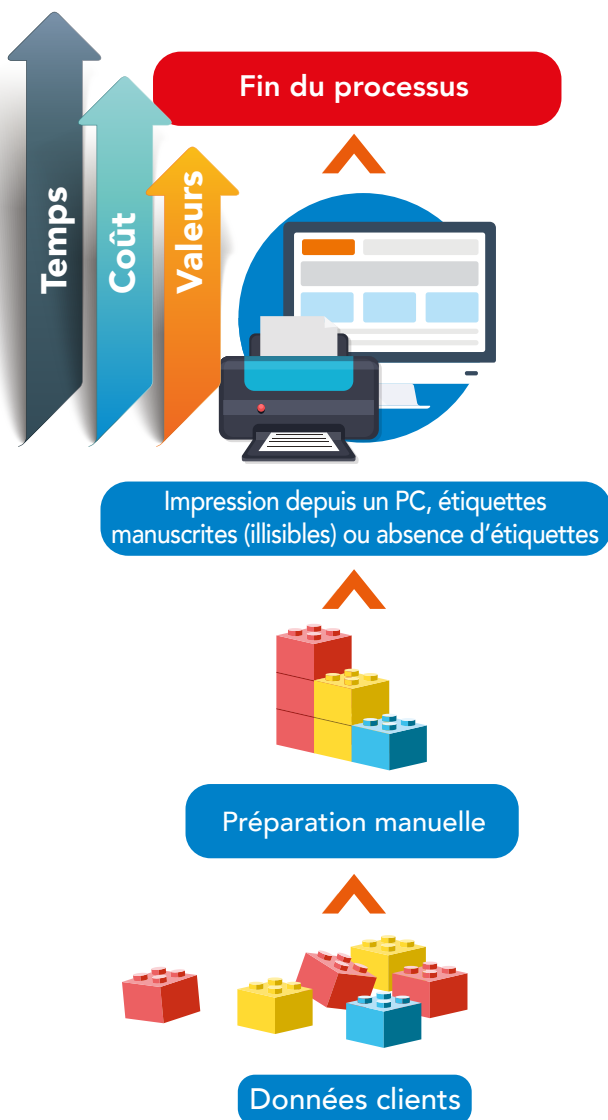 Fin du processus
Temps
Coût
Valeurs
Impression depuis un PC, étiquettes
manuscrites (illisibles) ou absence d’étiquettes
Préparation manuelle
Données clients